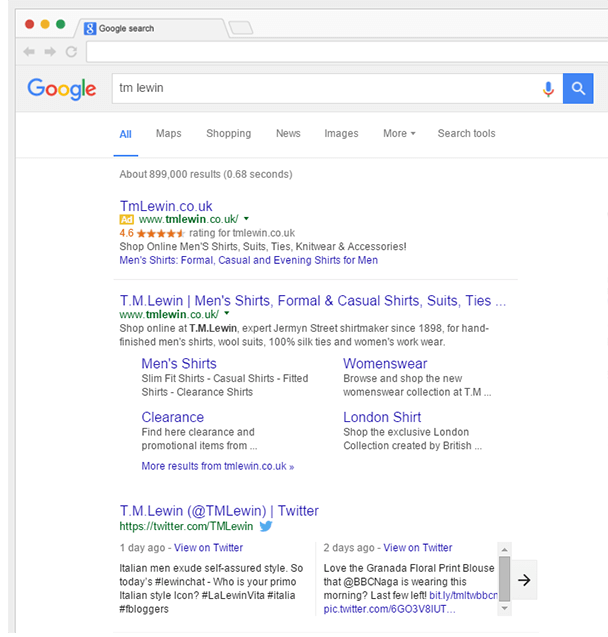 Google search
Google
tm lewin
All Maps Shopping News Images More Search tools
About 899,000 results (0.68 seconds)
TmLewin.co.uk
Ad www.tmlewin.co.uk/
4.6 rating for tmlewin.co.uk
Shop Online Men'S Shirts, Suits, Ties, Knitwear & Accessories!
Men's Shirts: Formal, Casual and Evening Shirts for Men
T.M.Lewin | Men's Shirts, Formal & Casual Shirts, Suits, Ties ...
www.tmlewin.co.uk/
Shop online at T.M.Lewin, expert Jermyn Street shirtmaker since 1898, for hand-
finished men's shirts, wool suits, 100% silk ties and women's work wear.
Men's Shirts
Slim Fit Shirts - Casual Shirts - Fitted
Shirts - Clearance Shirts
Womenswear
Browse and shop the new
womenswear collection at T.M ...
Clearance
Find here clearance and
promotional items from ...
London Shirt
Shop the exclusive London
Collection created by British ...
More results from tmlewin.co.uk »
T.M.Lewin (@TMLewin) | Twitter
https://twitter.com/TMLewin
1 day ago - View on Twitter
Italian men exude self-assured style. So
today's #lewinchat - Who is your primo
Italian style Icon? #LaLewinVita #italia
#fbloggers
2 days ago - View on Twitter
Love the Granada Floral Print Blouse
that @BBCNaga is wearing this
morning? Last few left! bit.ly/tmltwbbcn
pic.twitter.com/6GO3V8IUT…